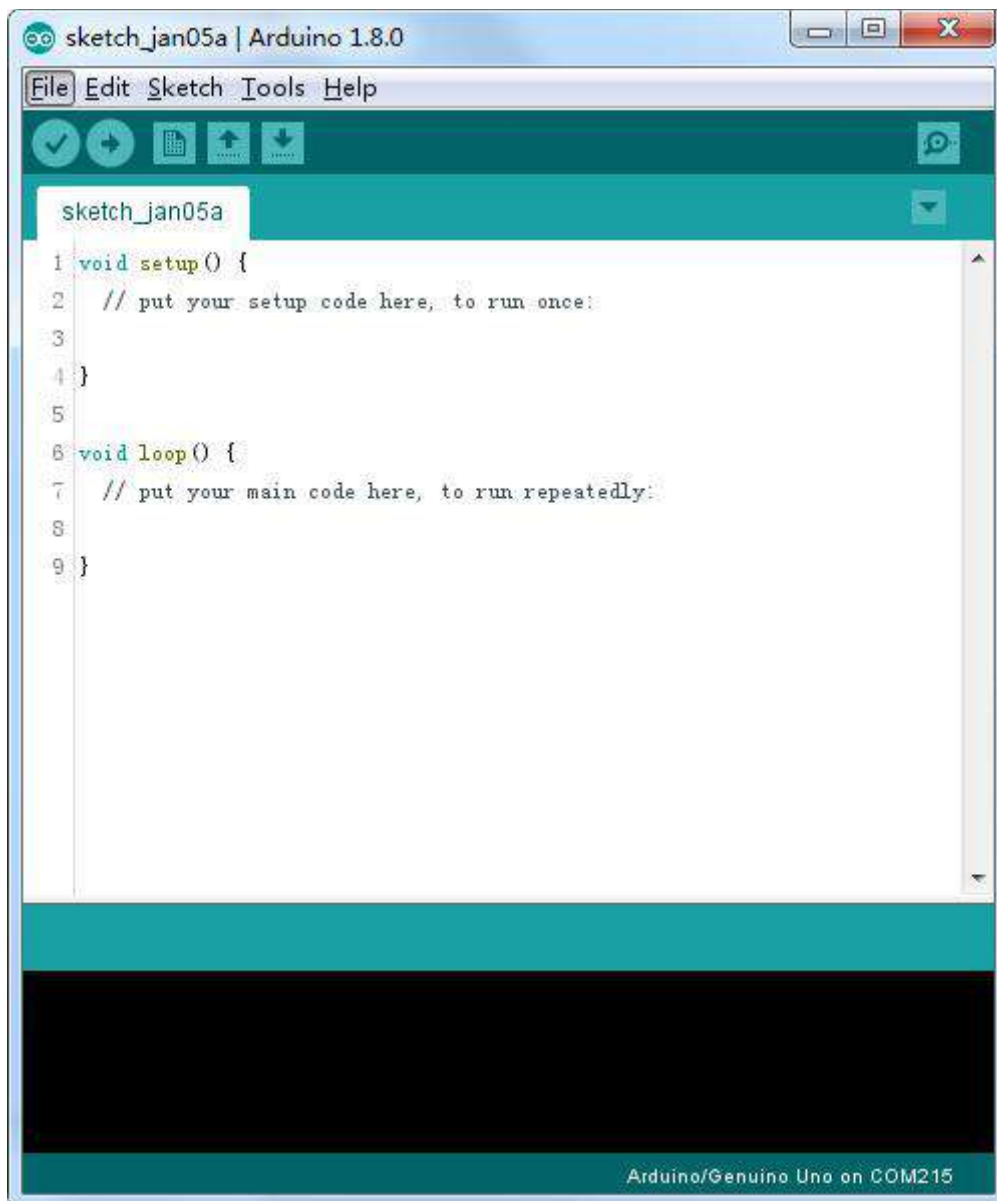 sketch_jan05a | Arduino 1.8.0
File Edit Sketch Tools Help
sketch_jan05a
1 void setup() {
2   // put your setup code here, to run once:
3
4 }
5
6 void loop() {
7   // put your main code here, to run repeatedly:
8
9 }
Arduino/Genuino Uno on COM215